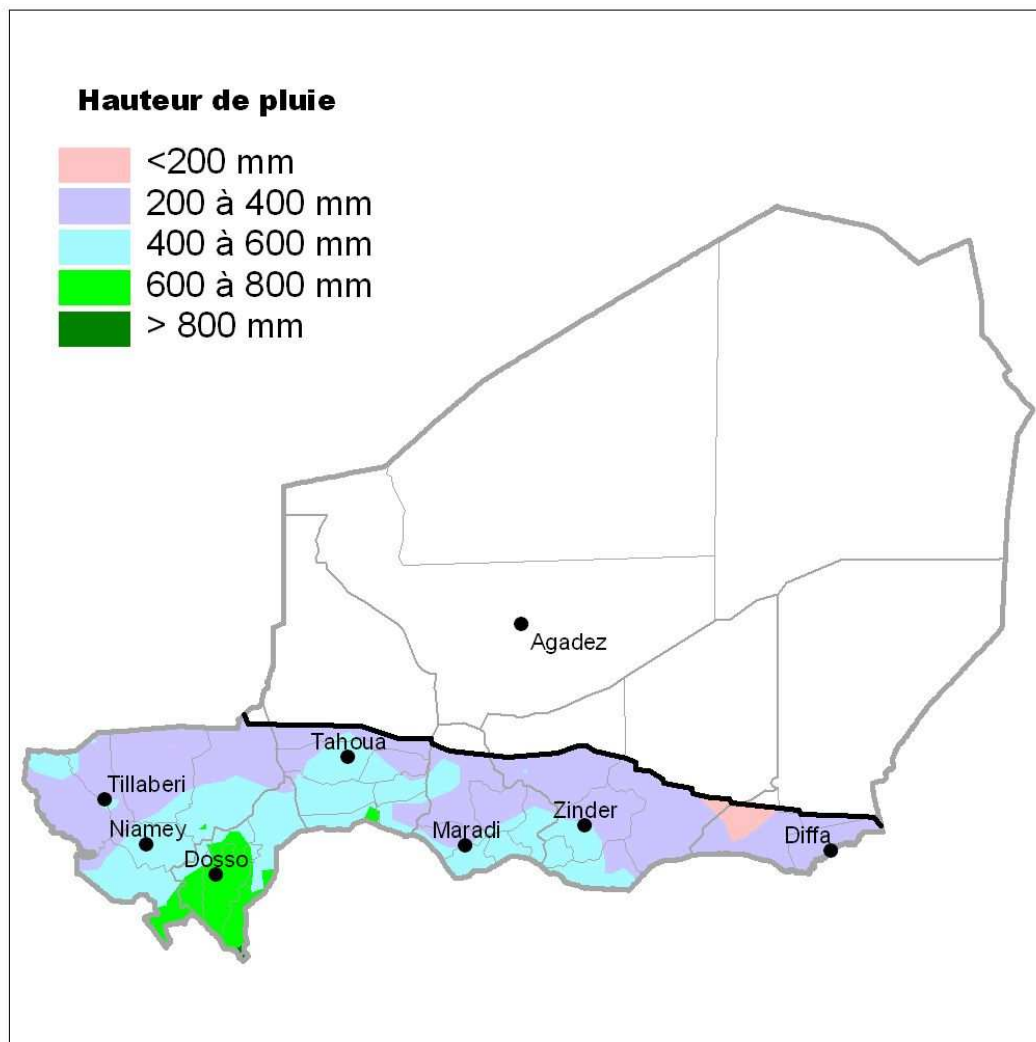 Hauteur de pluie
<200 mm
200 à 400 mm
400 à 600 mm
600 à 800 mm
> 800 mm
Agadez
Tahoua
Tillaberi
Zinder
Niamey
Maradi
Diffa
Dosso